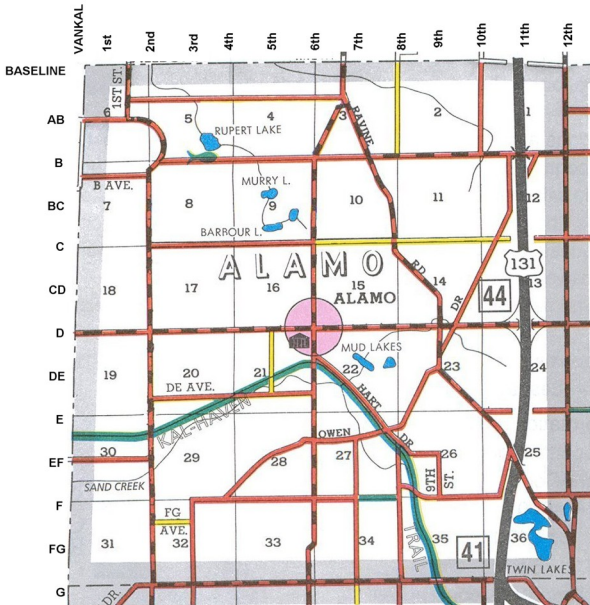 VANKAL 1st 2nd 3rd 4th 5th 6th 7th 8th 9th 10th 11th 12th
BASELINE
1ST ST.
AB 6 5 4 3 2 1
RUPERT LAKE
RAVINE
B
B AVE.
MURRY L.
BC 7 8 9 10 11 12
BARBOUR L.
C
ALAMO
RD
131
CD 18 17 16 15 14 13
ALAMO
DR
44
D
MUD LAKES
DE 19 20 21 22 23 24
DE AVE.
HART
E
KAL-HAVEN
OWEN
DR
EF 30 29 28 27 26 25
9TH ST.
SAND CREEK
F
FG AVE.
TRAIL
FG 31 32 33 34 35 36
41
TWIN LAKES
G
DR.